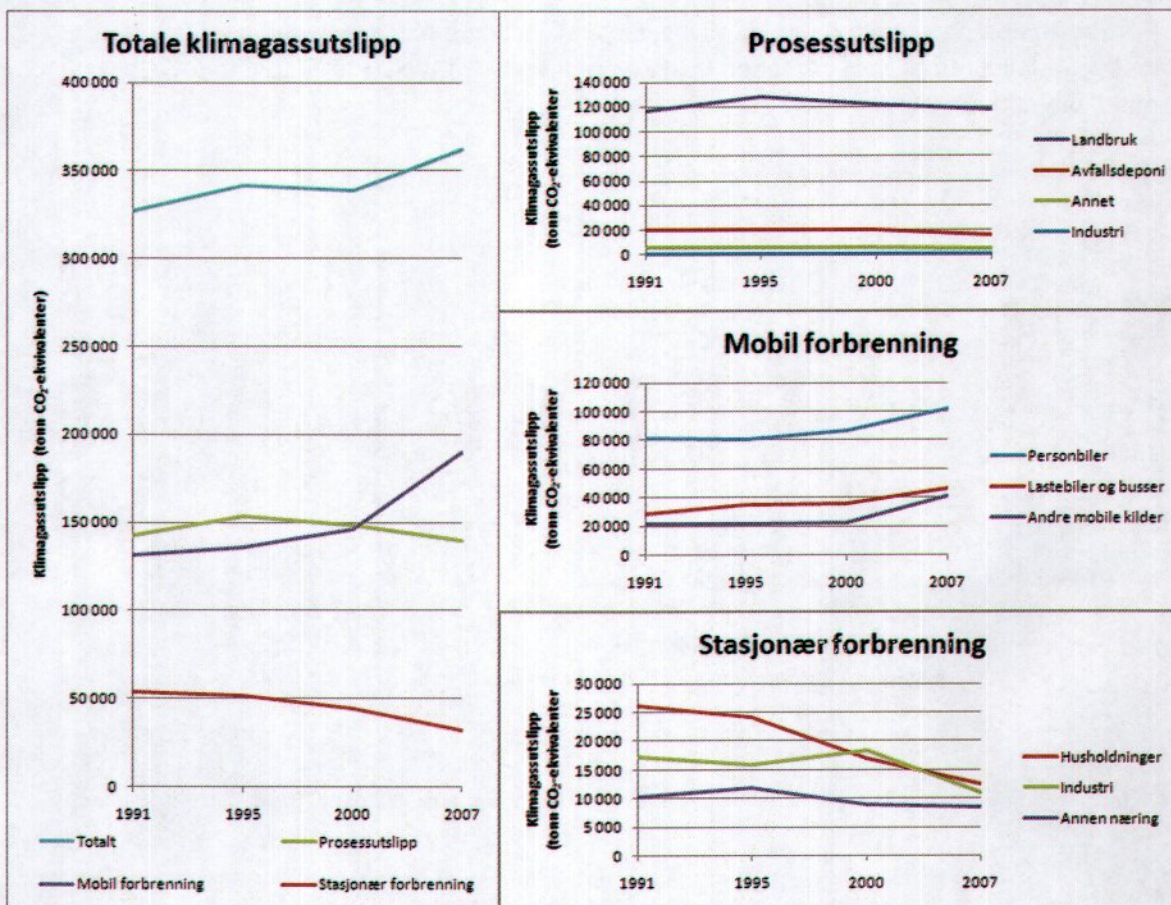 Totale klimagassutslipp
Klimagassutslipp (tonn CO₂-ekvivalenter)
400 000
350 000
300 000
250 000
200 000
150 000
100 000
50 000
0
1991 1995 2000 2007
Totalt Prosessutslipp
Mobil forbrenning Stasjonær forbrenning
Prosessutslipp
Klimagassutslipp
(tonn CO₂-ekvivalenter)
140 000
120 000
100 000
80 000
60 000
40 000
20 000
0
1991 1995 2000 2007
Landbruk
Avfallsdeponi
Annet
Industri
Mobil forbrenning
Klimagassutslipp
(tonn CO₂-ekvivalenter)
120 000
100 000
80 000
60 000
40 000
20 000
0
1991 1995 2000 2007
Personbiler
Lastebiler og busser
Andre mobile kilder
Stasjonær forbrenning
Klimagassutslipp
(tonn CO₂-ekvivalenter)
30 000
25 000
20 000
15 000
10 000
5 000
0
1991 1995 2000 2007
Husholdninger
Industri
Annen næring